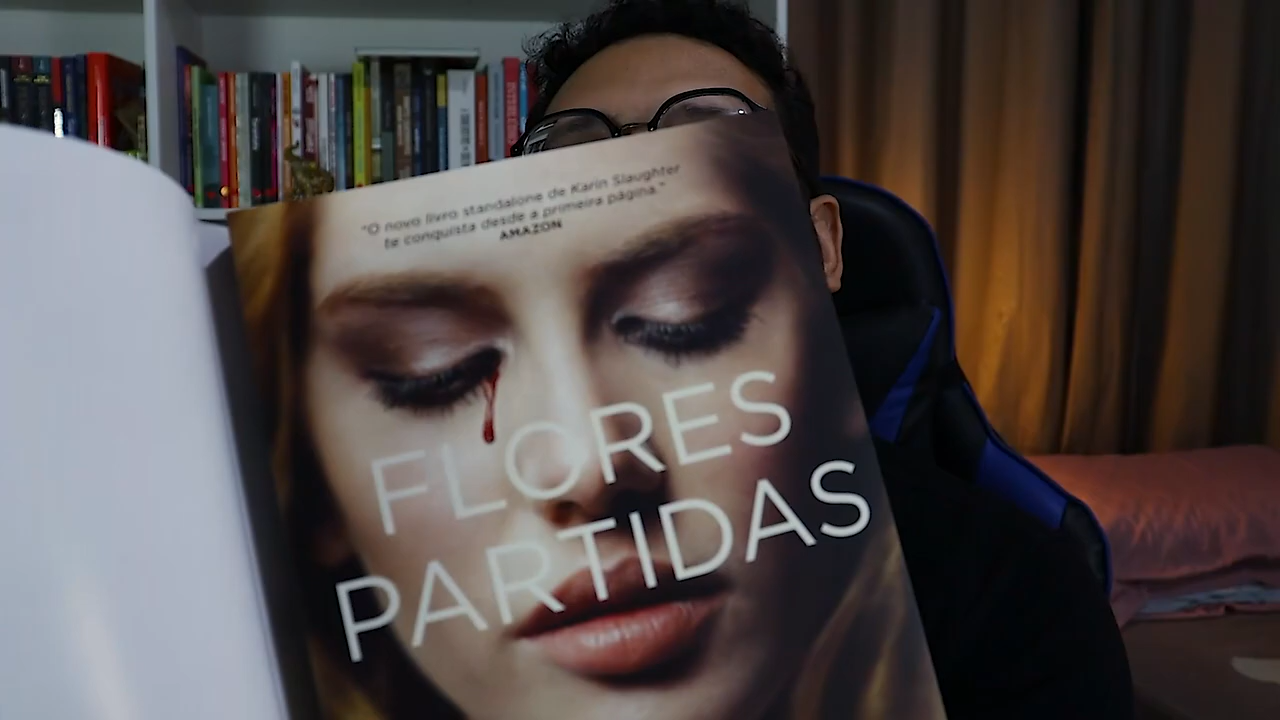 "O novo livro standalone de Karin Slaughter
te conquista desde a primeira página."
AMAZON
FLORES
PARTIDAS